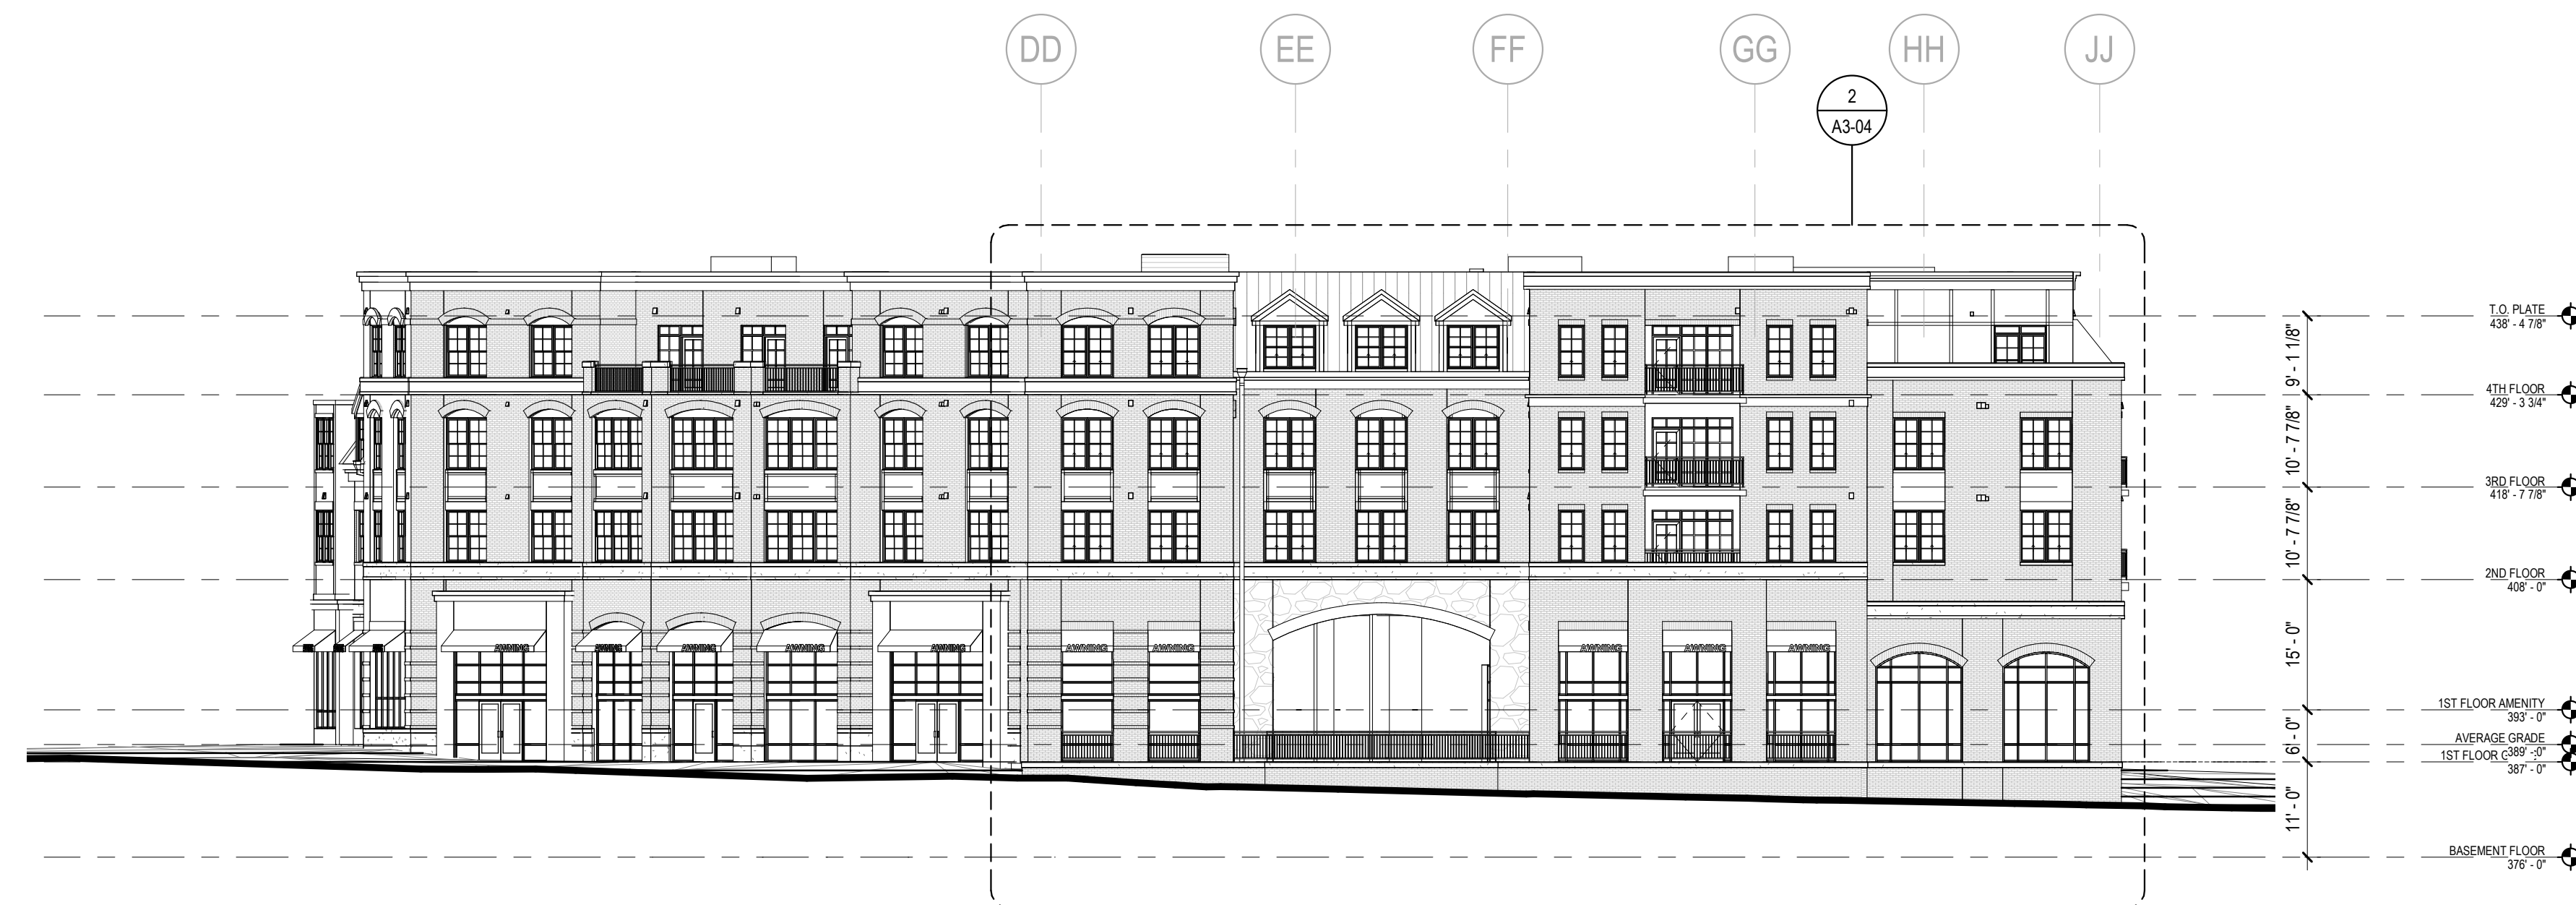 DD
EE
FF
GG
HH
JJ
2
A3-04
T.O. PLATE
438' - 4 7/8"
9' - 1 1/8"
4TH FLOOR
429' - 3 3/4"
10' - 7 7/8"
3RD FLOOR
418' - 7 7/8"
10' - 7 7/8"
2ND FLOOR
408' - 0"
15' - 0"
AWNING
AWNING
AWNING
AWNING
AWNING
AWNING
AWNING
AWNING
AWNING
AWNING
1ST FLOOR AMENITY
393' - 0"
6' - 0"
AVERAGE GRADE
389' - 0"
1ST FLOOR
387' - 0"
11' - 0"
BASEMENT FLOOR
376' - 0"